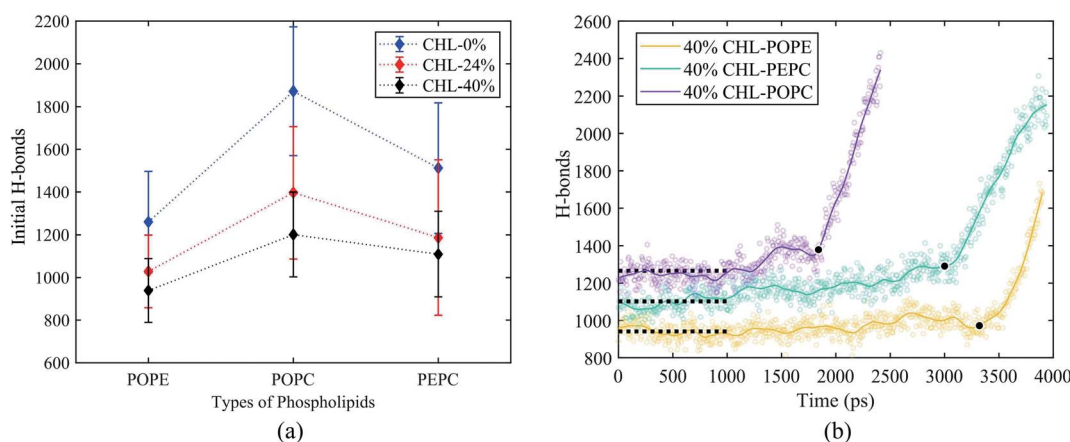 2200
2000
1800
1600
1400
1200
1000
800
600
Initial H-bonds
CHL-0%
CHL-24%
CHL-40%
POPE
POPC
PEPC
Types of Phospholipids
(a)
2600
2400
2200
2000
1800
1600
1400
1200
1000
800
H-bonds
40% CHL-POPE
40% CHL-PEPC
40% CHL-POPC
0
500
1000
1500
2000
2500
3000
3500
4000
Time (ps)
(b)